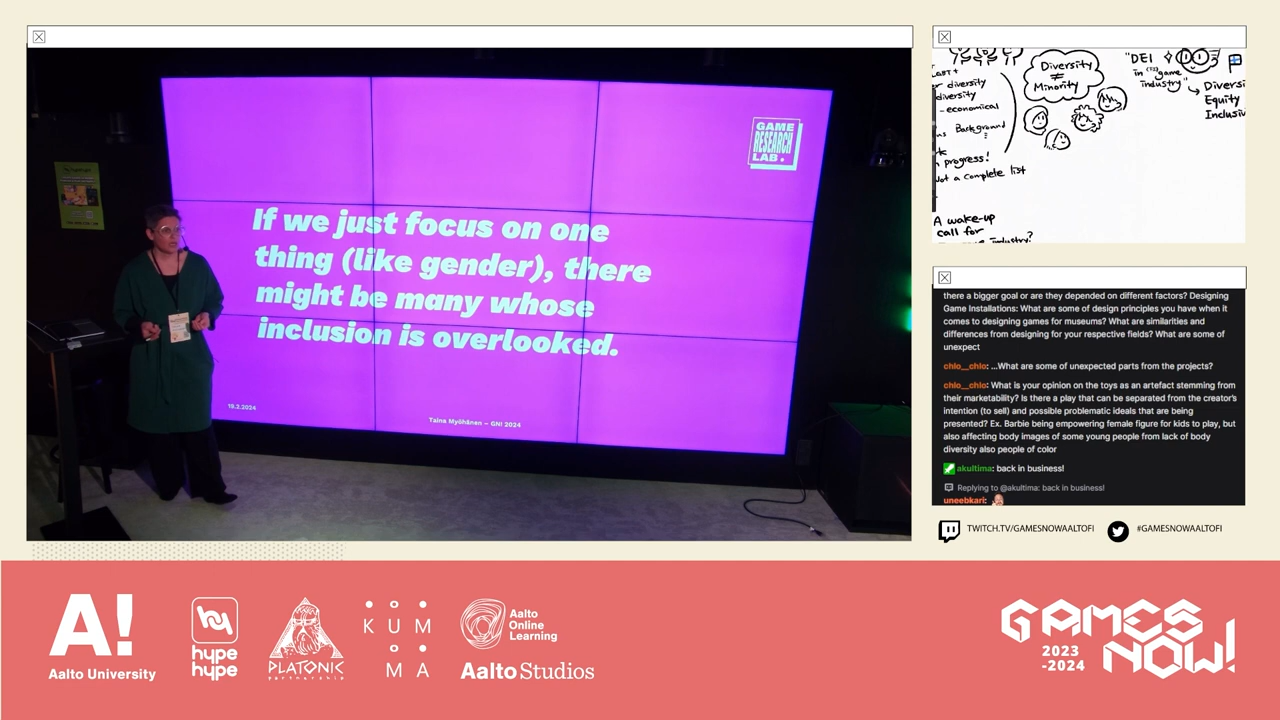 GAME
RESEARCH
LAB.
If we just focus on one
thing (like gender), there
might be many whose
inclusion is overlooked.
19.2.2024
Taina Myöhänen – GN! 2024
diversity
diversity
- economical
Background
progress!
not a complete list
A wake-up
call for
industry?
Diversity
≠
Minority
"DEI
in game
industry"
Equity
there a bigger goal or are they depended on different factors? Designing
Game Installations: What are some of design principles you have when it
comes to designing games for museums? What are similarities and
differences from designing for your respective fields? What are some of
unexpect
chlo__chlo: ...What are some of unexpected parts from the projects?
chlo__chlo: What is your opinion on the toys as an artefact stemming from
their marketability? Is there a play that can be separated from the creator's
intention (to sell) and possible problematic ideals that are being
presented? Ex. Barbie being empowering female figure for kids to play, but
also affecting body images of some young people from lack of body
diversity also people of color
akultima: back in business!
Replying to @akultima: back in business!
uneebkari:
TWITCH.TV/GAMESNOWAALTOFI
#GAMESNOWAALTOFI
A!
Aalto University
hype
hype
PLATONIC
partnership
KUM
MA
Aalto
Online
Learning
Aalto Studios
GAMES
NOW!
2023
-2024